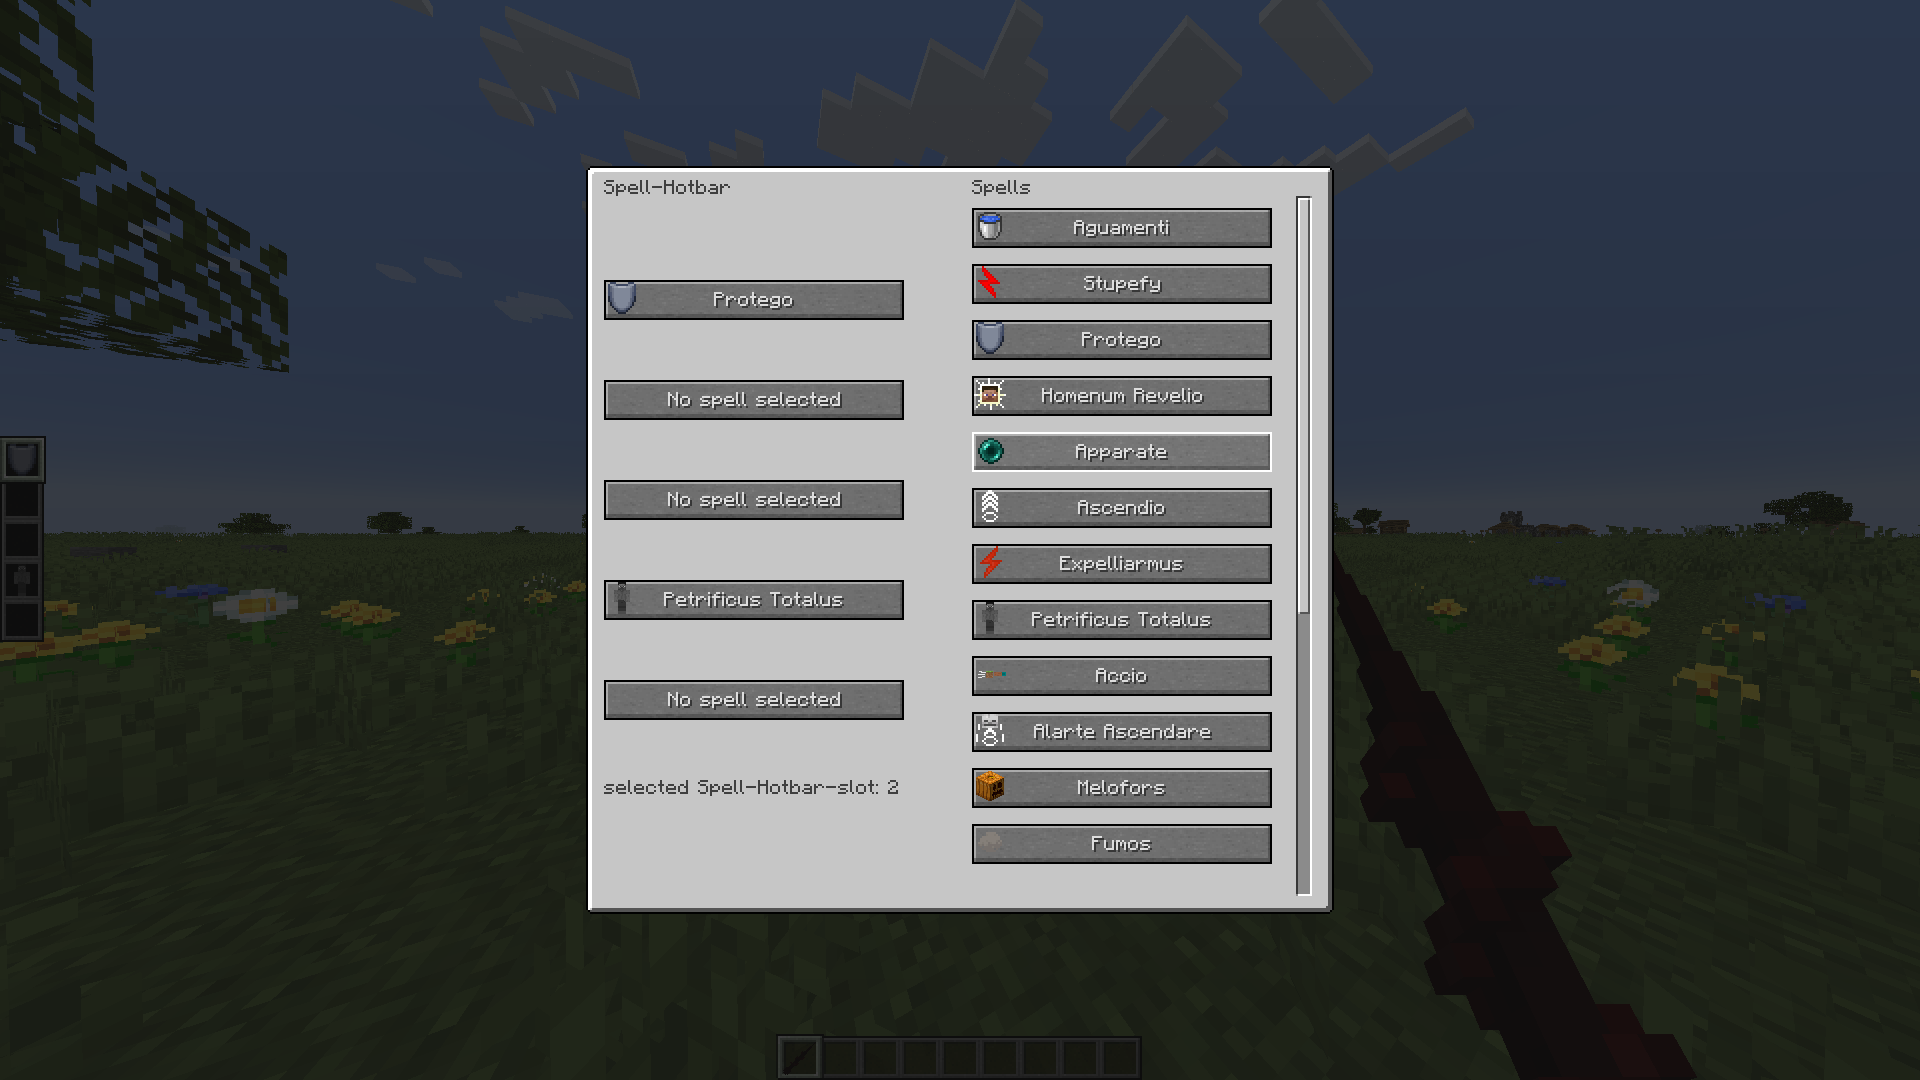 Spell-Hotbar
Protego
No spell selected
No spell selected
Petrificus Totalus
No spell selected
selected Spell-Hotbar-slot: 2
Spells
Aguamenti
Stupefy
Protego
Homenum Revelio
Apparate
Ascendio
Expelliarmus
Petrificus Totalus
Accio
Alarte Ascendare
Melofors
Fumos